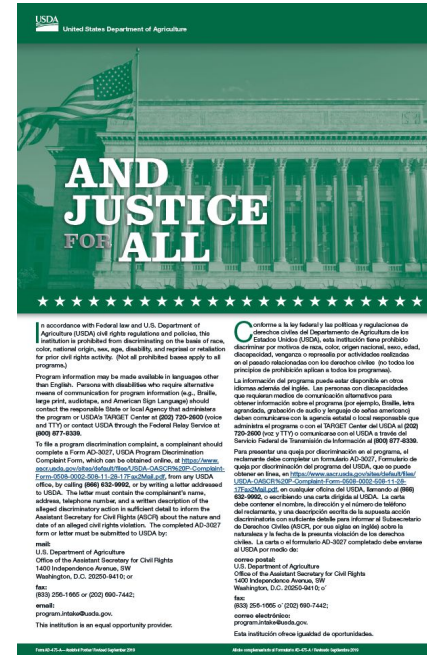 USDA
United States Department of Agriculture
AND
JUSTICE
FOR ALL
In accordance with Federal law and U.S. Department of
Agriculture (USDA) civil rights regulations and policies, this
institution is prohibited from discriminating on the basis of race,
color, national origin, sex, age, disability, and reprisal or retaliation
for prior civil rights activity. (Not all prohibited bases apply to all
programs.)
Program information may be made available in languages other
than English. Persons with disabilities who require alternative
means of communication for program information (e.g., Braille,
large print, audiotape, and American Sign Language) should
contact the responsible State or local Agency that administers
the program or USDA's TARGET Center at (202) 720-2600 (voice
and TTY) or contact USDA through the Federal Relay Service at
(800) 877-8339.
To file a program discrimination complaint, a complainant should
complete a Form AD-3027, USDA Program Discrimination
Complaint Form, which can be obtained online, at https://www.
ascr.usda.gov/sites/default/files/USDA-OASCR%20P-Complaint-
Form-0508-0002-508-11-28-17Fax2Mail.pdf, from any USDA
office, by calling (866) 632-9992, or by writing a letter addressed
to USDA. The letter must contain the complainant's name,
address, telephone number, and a written description of the
alleged discriminatory action in sufficient detail to inform the
Assistant Secretary for Civil Rights (ASCR) about the nature and
date of an alleged civil rights violation. The completed AD-3027
form or letter must be submitted to USDA by:
mail:
U.S. Department of Agriculture
Office of the Assistant Secretary for Civil Rights
1400 Independence Avenue, SW
Washington, D.C. 20250-9410; or
fax:
(833) 256-1665 or (202) 690-7442;
email:
program.intake@usda.gov.
This institution is an equal opportunity provider.
Conforme a la ley federal y las políticas y regulaciones de
derechos civiles del Departamento de Agricultura de los
Estados Unidos (USDA), esta institución tiene prohibido
discriminar por motivos de raza, color, origen nacional, sexo, edad,
discapacidad, venganza o represalia por actividades realizadas
en el pasado relacionadas con los derechos civiles (no todos los
principios de prohibición aplican a todos los programas).
La información del programa puede estar disponible en otros
idiomas además del inglés. Las personas con discapacidades
que requieran medios de comunicación alternativos para
obtener información sobre el programa (por ejemplo, Braille, letra
agrandada, grabación de audio y lenguaje de señas americano)
deben comunicarse con la agencia estatal o local responsable que
administra el programa o con el TARGET Center del USDA al (202)
720-2600 (voz y TTY) o comunicarse con el USDA a través del
Servicio Federal de Transmisión de Información al (800) 877-8339.
Para presentar una queja por discriminación en el programa, el
reclamante debe completar un formulario AD-3027, Formulario de
queja por discriminación del programa del USDA, que se puede
obtener en línea, en https://www.ascr.usda.gov/sites/default/files/
USDA-OASCR%20P-Complaint-Form-0508-0002-508-11-28-
17Fax2Mail.pdf, en cualquier oficina del USDA, llamando al (866)
632-9992, o escribiendo una carta dirigida al USDA. La carta
debe contener el nombre, la dirección y el número de teléfono
del reclamante, y una descripción escrita de la supuesta acción
discriminatoria con suficiente detalle para informar al Subsecretario
de Derechos Civiles (ASCR, por sus siglas en inglés) sobre la
naturaleza y la fecha de la presunta violación de los derechos
civiles. La carta o el formulario AD-3027 completado debe enviarse
al USDA por medio de:
correo postal:
U.S. Department of Agriculture
Office of the Assistant Secretary for Civil Rights
1400 Independence Avenue, SW
Washington, D.C. 20250-9410; o'
fax:
(833) 256-1665 o' (202) 690-7442;
correo electrónico:
program.intake@usda.gov.
Esta institución ofrece igualdad de oportunidades.
Form AD-475-A—Assisted Poster/ Revised September 2019
Afiche complementario al Formulario AD-475-A / Revisado Septiembre 2019